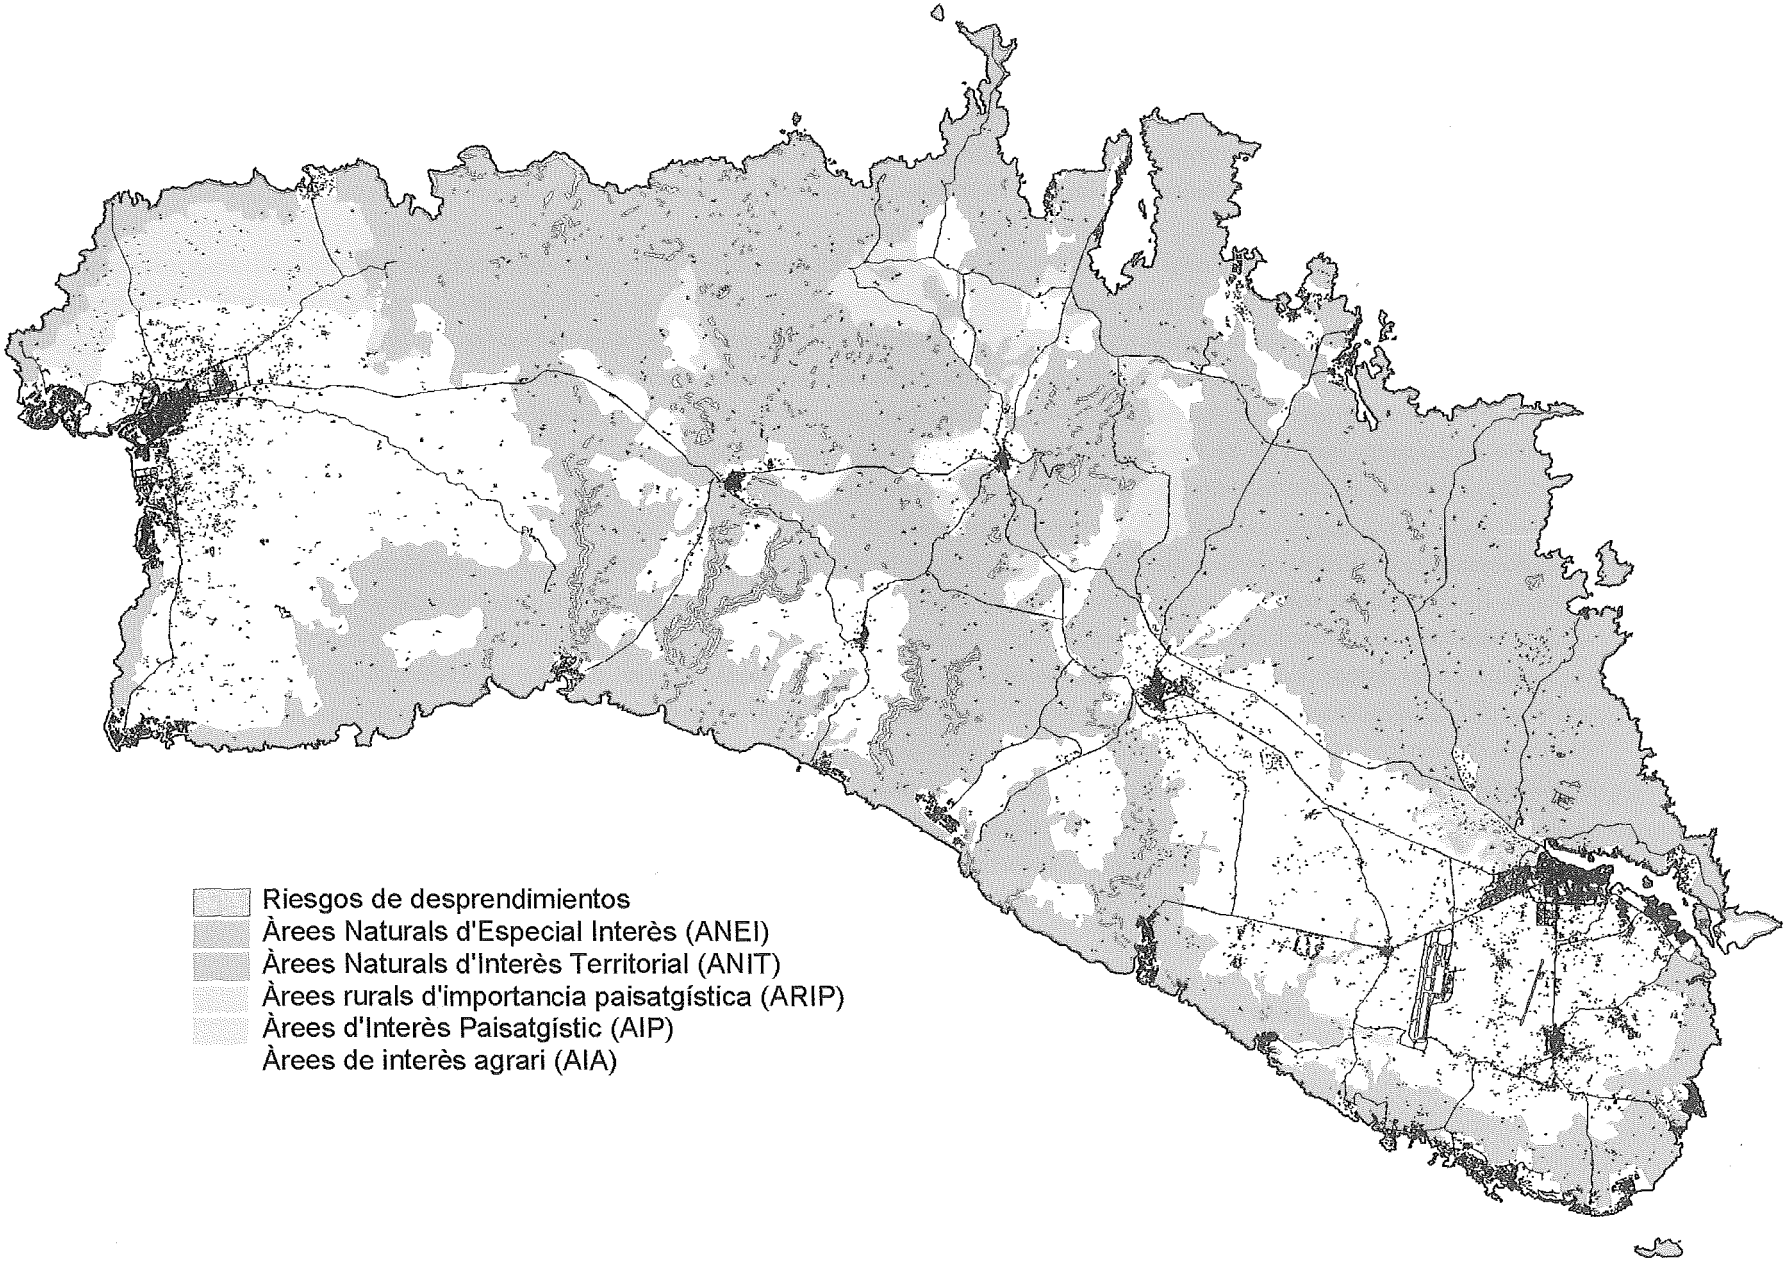 Riesgos de desprendimientos
Àrees Naturals d'Especial Interès (ANEI)
Àrees Naturals d'Interès Territorial (ANIT)
Àrees rurals d'importancia paisatgística (ARIP)
Àrees d'Interès Paisatgístic (AIP)
Àrees de interès agrari (AIA)